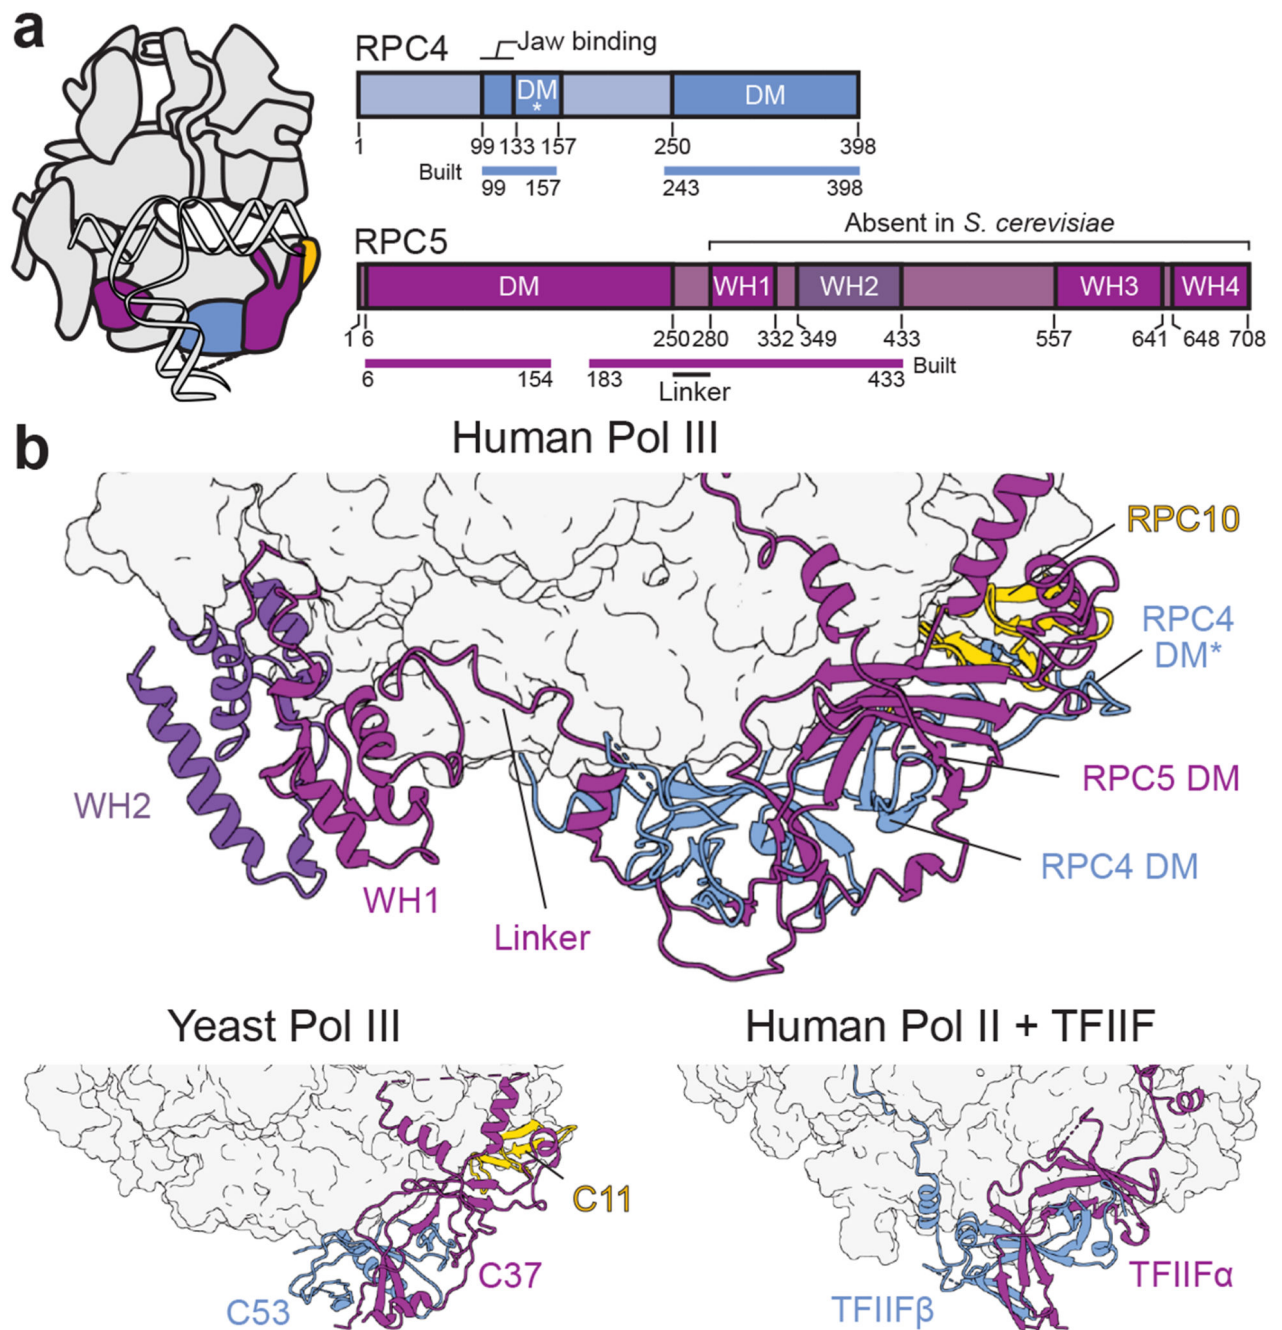 a
RPC4
Jaw binding
DM
*
DM
1 99 133 157 250 398
Built
99 157 243 398
Absent in S. cerevisiae
RPC5
DM WH1 WH2 WH3 WH4
1 6 250 280 332 349 433 557 641 648 708
Built
6 154 183 433
Linker
b
Human Pol III
RPC10
RPC4
DM*
RPC5 DM
RPC4 DM
WH2
WH1
Linker
Yeast Pol III
C11
C37
C53
Human Pol II + TFIIF
TFIIFα
TFIIFβ